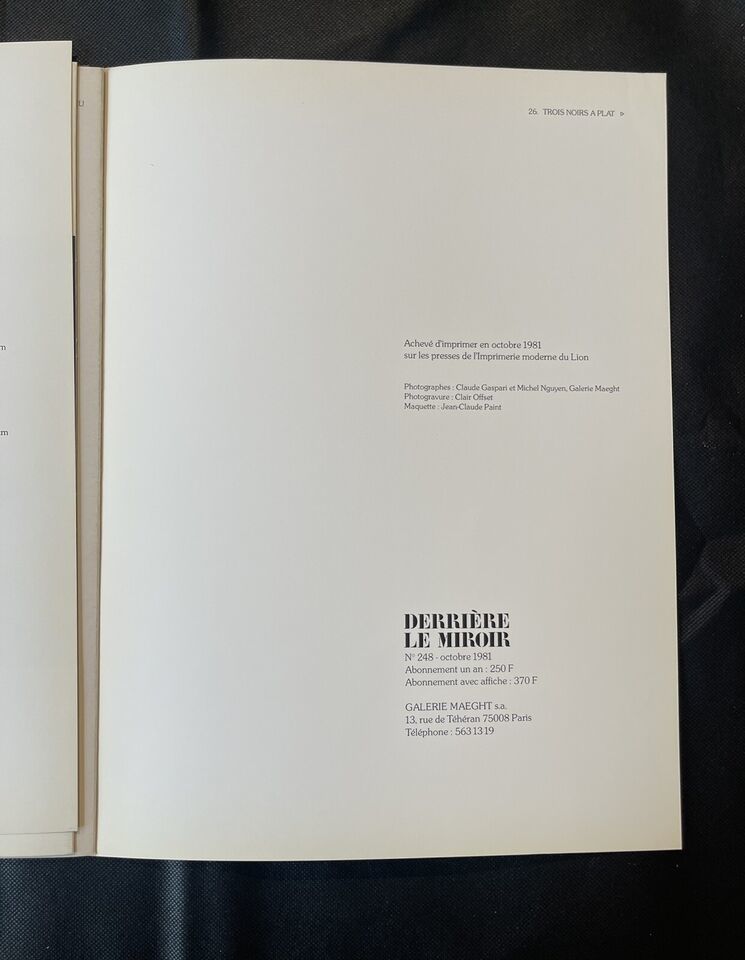 U
m
m
26. TROIS NOIRS A PLAT ▷
Achevé d'imprimer en octobre 1981
sur les presses de l'Imprimerie moderne du Lion
Photographes : Claude Gaspari et Michel Nguyen, Galerie Maeght
Photogravure : Clair Offset
Maquette : Jean-Claude Paint
DERRIÈRE
LE MIROIR
N° 248 - octobre 1981
Abonnement un an : 250 F
Abonnement avec affiche : 370 F
GALERIE MAEGHT s.a.
13, rue de Téhéran 75008 Paris
Téléphone : 563 13 19